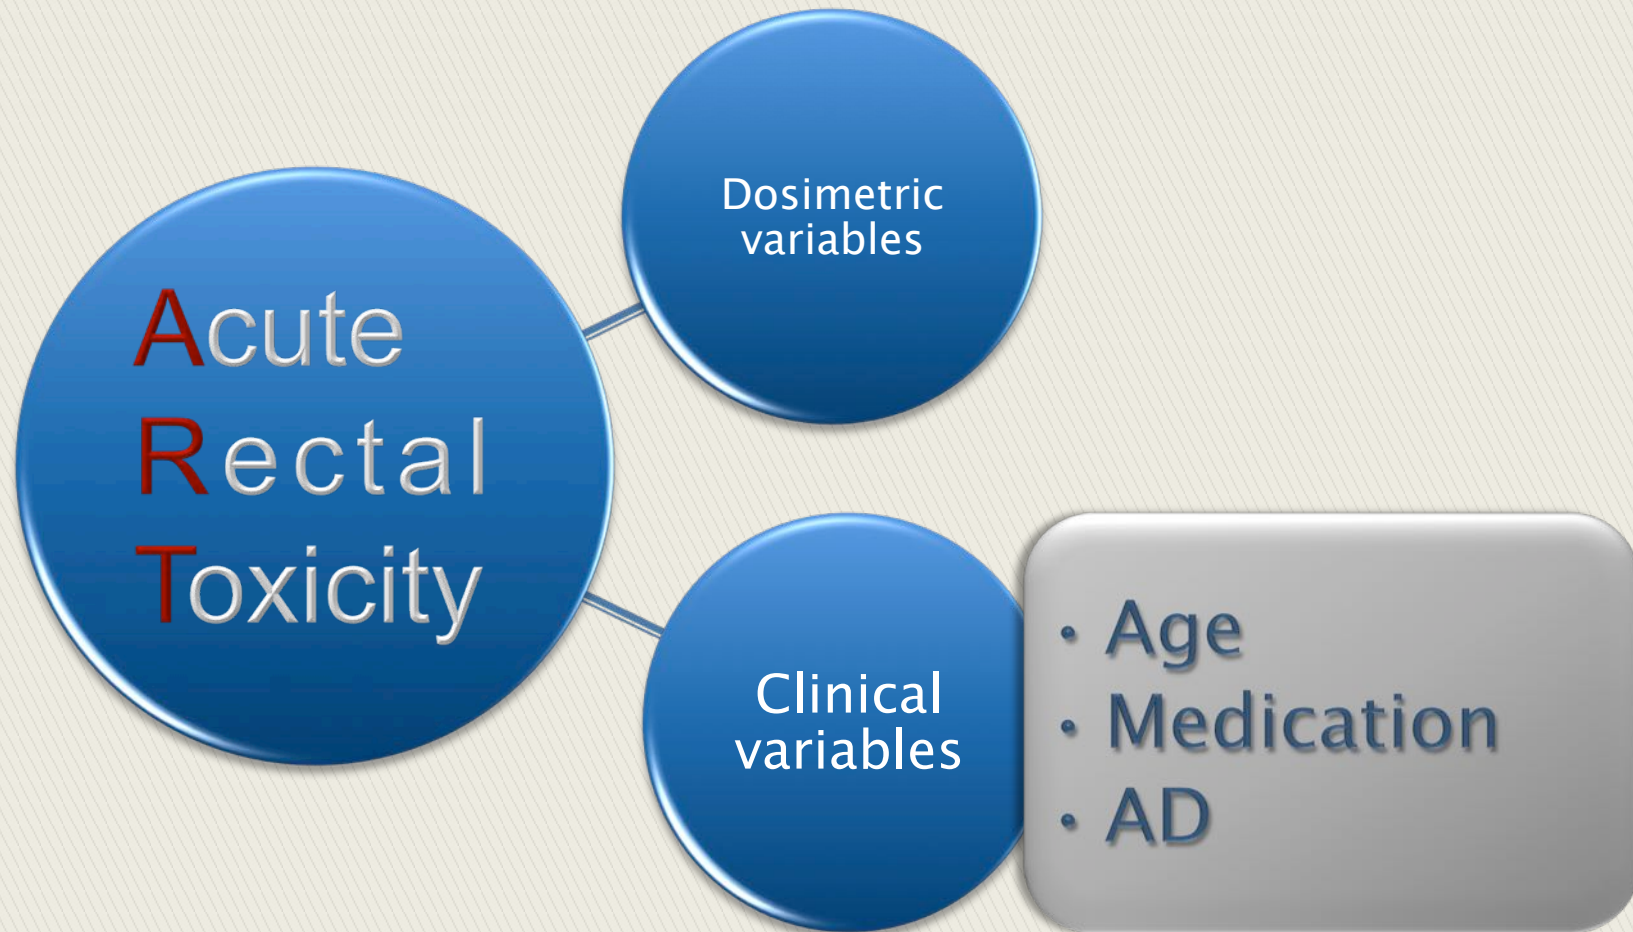 Acute
Rectal
Toxicity
Dosimetric
variables
Clinical
variables
• Age
• Medication
• AD